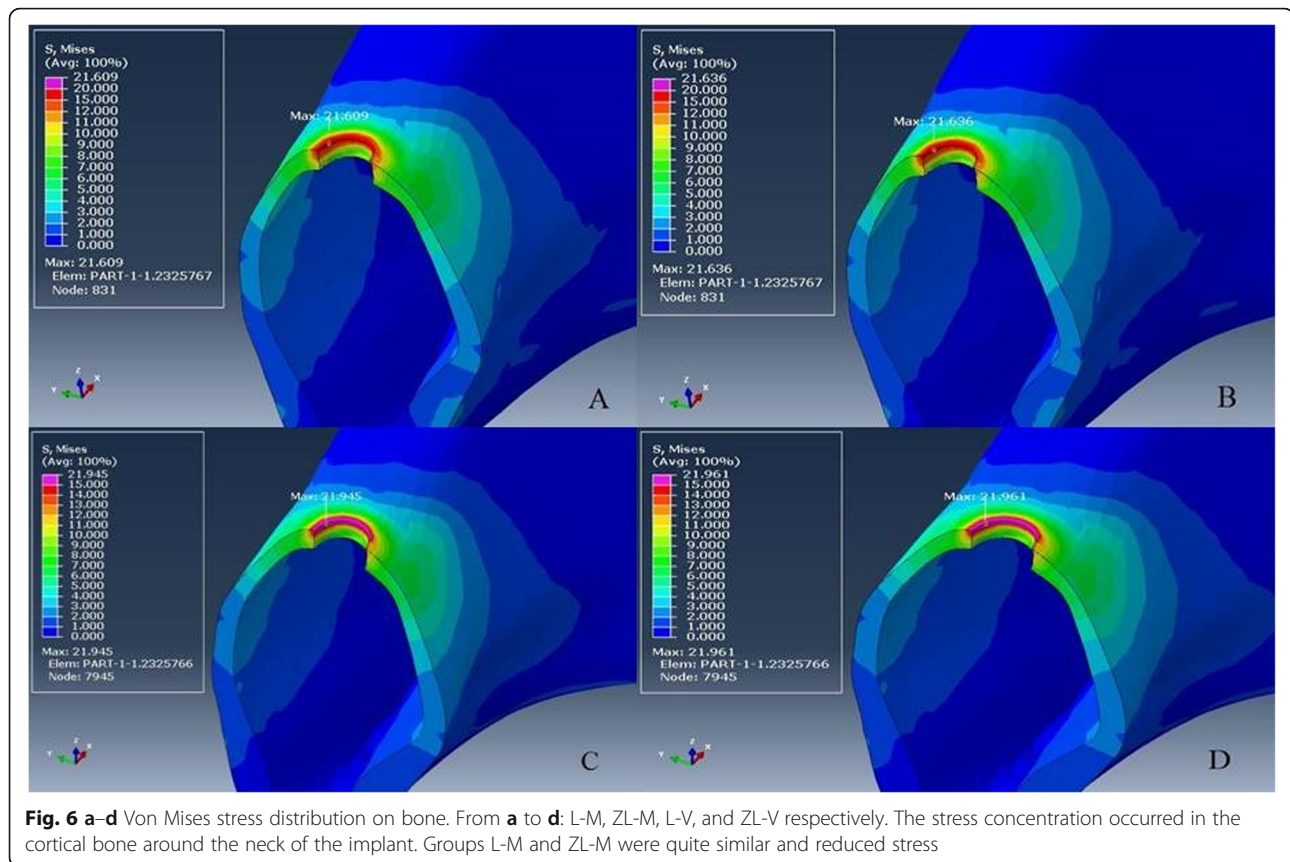 S, Mises
(Avg: 100%)
21.609
20.000
15.000
12.000
11.000
10.000
9.000
8.000
7.000
6.000
5.000
4.000
3.000
2.000
1.000
0.000
Max: 21.609
Elem: PART-1-1.2325767
Node: 831
Max: 21.609
Z
Y
X
A
S, Mises
(Avg: 100%)
21.636
20.000
15.000
12.000
11.000
10.000
9.000
8.000
7.000
6.000
5.000
4.000
3.000
2.000
1.000
0.000
Max: 21.636
Elem: PART-1-1.2325767
Node: 831
Max: 21.636
Z
Y
X
B
S, Mises
(Avg: 100%)
21.945
15.000
14.000
13.000
12.000
11.000
10.000
9.000
8.000
7.000
6.000
5.000
4.000
3.000
2.000
1.000
0.000
Max: 21.945
Elem: PART-1-1.2325766
Node: 7945
Max: 21.945
Z
Y
X
C
S, Mises
(Avg: 100%)
21.961
15.000
14.000
13.000
12.000
11.000
10.000
9.000
8.000
7.000
6.000
5.000
4.000
3.000
2.000
1.000
0.000
Max: 21.961
Elem: PART-1-1.2325766
Node: 7945
Max: 21.961
Z
Y
X
D
Fig. 6 a–d Von Mises stress distribution on bone. From a to d: L-M, ZL-M, L-V, and ZL-V respectively. The stress concentration occurred in the
cortical bone around the neck of the implant. Groups L-M and ZL-M were quite similar and reduced stress